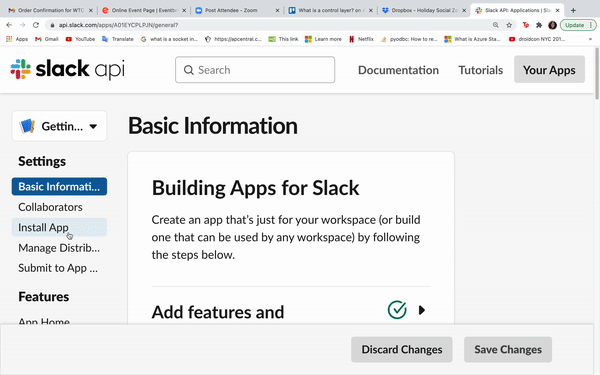 Order Confirmation for WTC
Online Event Page | Eventbri
Post Attendee - Zoom
What is a control layer? on A
Dropbox - Holiday Social Zo
Slack API: Applications | Sla
api.slack.com/apps/A01EYCPLPJN/general?
Update
Apps
Gmail
YouTube
Translate
what is a socket in...
https://apcentral.c...
This link
Learn more
Netflix
pyodbc: How to re...
What is Azure Sta...
droidcon NYC 201...
slack api
Search
Documentation
Tutorials
Your Apps
Gettin...
Basic Information
Settings
Basic Informati...
Building Apps for Slack
Collaborators
Create an app that's just for your workspace (or build
one that can be used by any workspace) by following
the steps below.
Install App
Manage Distrib...
Submit to App ...
Features
Add features and
App Home
Discard Changes
Save Changes